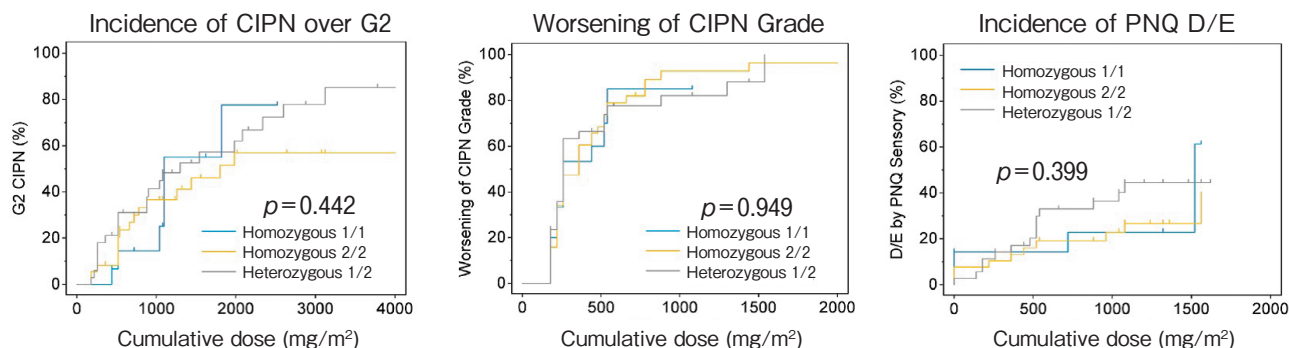 Incidence of CIPN over G2
G2 CIPN (%)
100
80
60
40
20
0
p=0.442
Homozygous 1/1
Homozygous 2/2
Heterozygous 1/2
0 1000 2000 3000 4000
Cumulative dose (mg/m²)
Worsening of CIPN Grade
Worsening of CIPN Grade (%)
100
80
60
40
20
0
p=0.949
Homozygous 1/1
Homozygous 2/2
Heterozygous 1/2
0 500 1000 1500 2000
Cumulative dose (mg/m²)
Incidence of PNQ D/E
D/E by PNQ Sensory (%)
100
80
60
40
20
0
Homozygous 1/1
Homozygous 2/2
Heterozygous 1/2
p=0.399
0 500 1000 1500 2000
Cumulative dose (mg/m²)